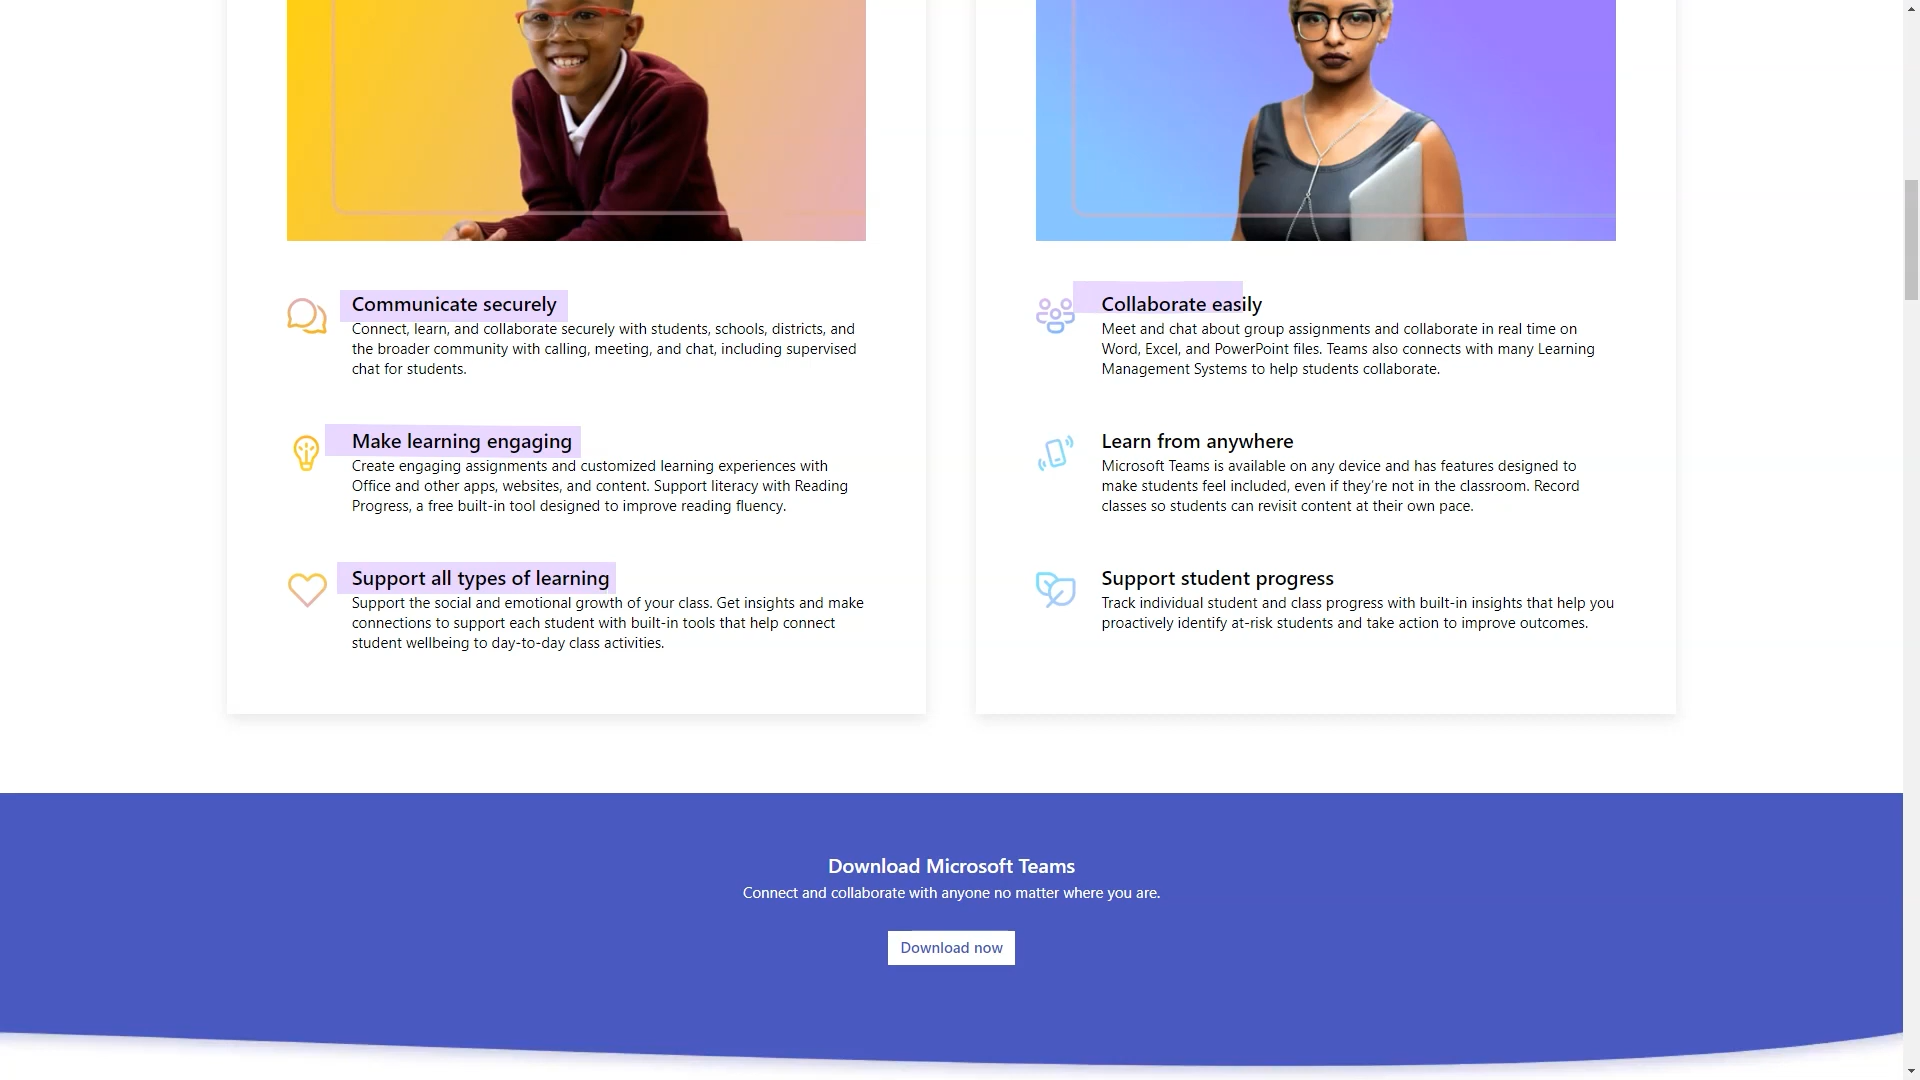 Communicate securely
Connect, learn, and collaborate securely with students, schools, districts, and
the broader community with calling, meeting, and chat, including supervised
chat for students.
Make learning engaging
Create engaging assignments and customized learning experiences with
Office and other apps, websites, and content. Support literacy with Reading
Progress, a free built-in tool designed to improve reading fluency.
Support all types of learning
Support the social and emotional growth of your class. Get insights and make
connections to support each student with built-in tools that help connect
student wellbeing to day-to-day class activities.
Collaborate easily
Meet and chat about group assignments and collaborate in real time on
Word, Excel, and PowerPoint files. Teams also connects with many Learning
Management Systems to help students collaborate.
Learn from anywhere
Microsoft Teams is available on any device and has features designed to
make students feel included, even if they're not in the classroom. Record
classes so students can revisit content at their own pace.
Support student progress
Track individual student and class progress with built-in insights that help you
proactively identify at-risk students and take action to improve outcomes.
Download Microsoft Teams
Connect and collaborate with anyone no matter where you are.
Download now